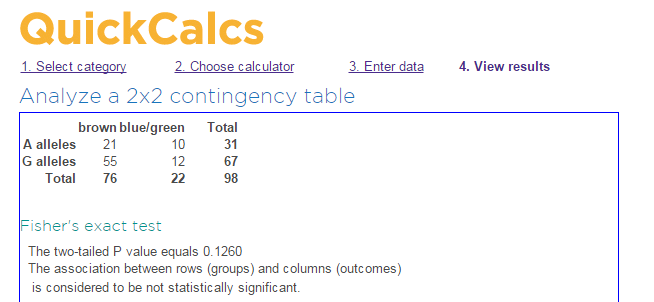 QuickCalcs
1. Select category 2. Choose calculator 3. Enter data 4. View results
Analyze a 2x2 contingency table
brown blue/green Total
A alleles 21 10 31
G alleles 55 12 67
Total 76 22 98
Fisher's exact test
The two-tailed P value equals 0.1260
The association between rows (groups) and columns (outcomes)
is considered to be not statistically significant.